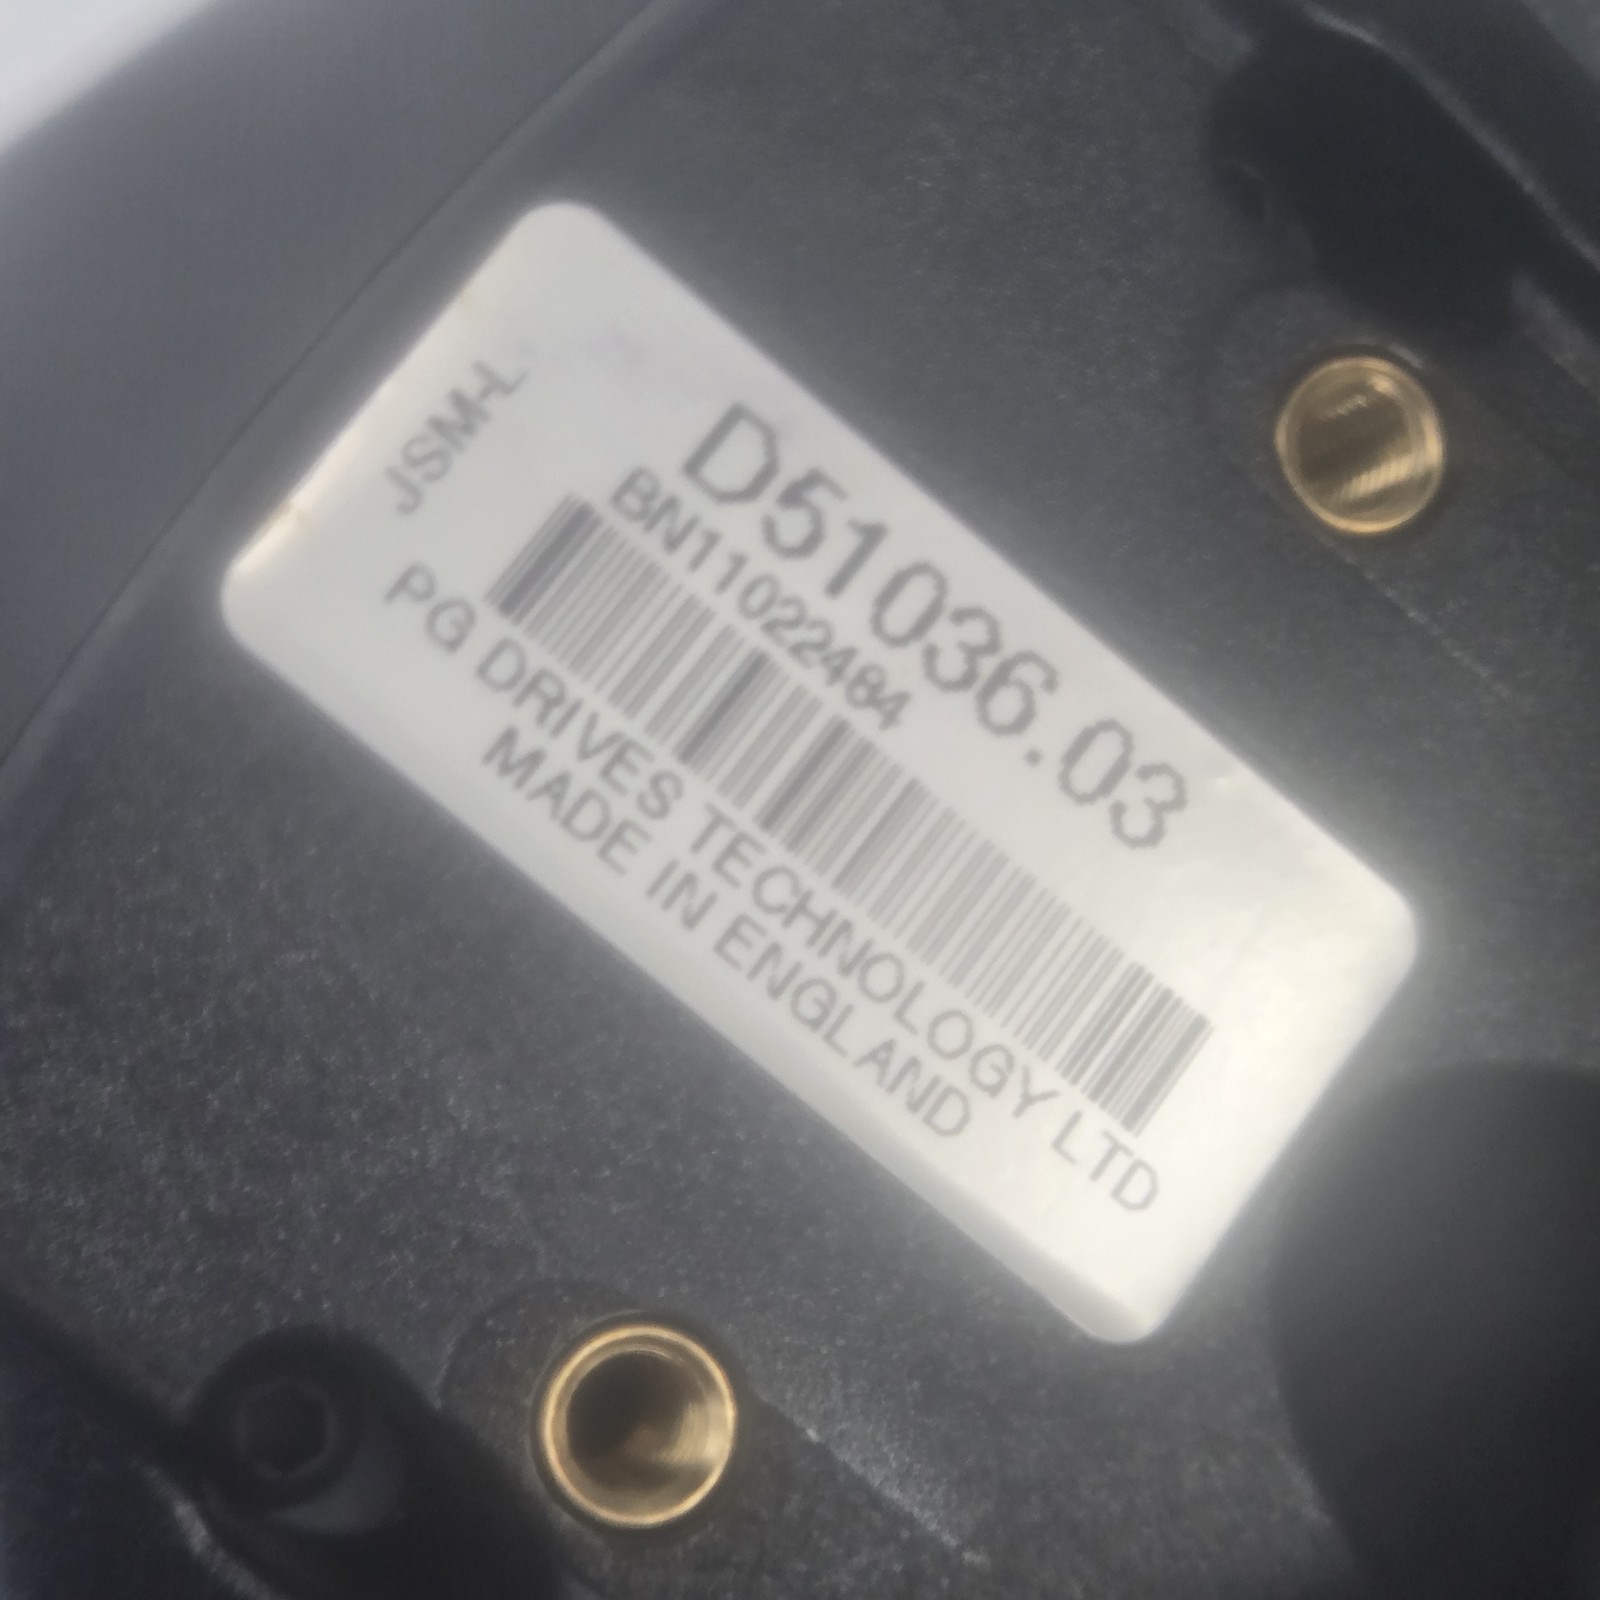 JSM-L
D51036.03
BN11022484
PG DRIVES TECHNOLOGY LTD
MADE IN ENGLAND